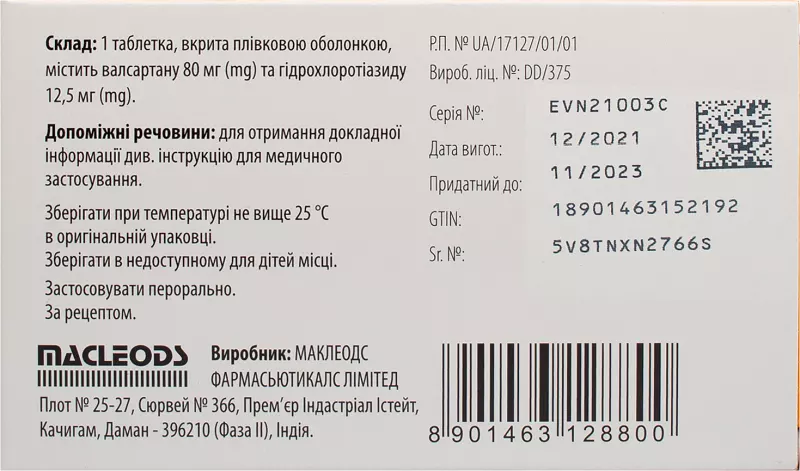 Склад: 1 таблетка, вкрита плівковою оболонкою,
містить валсартану 80 мг (mg) та гідрохлоротіазиду
12,5 мг (mg).
Допоміжні речовини: для отримання докладної
інформації див. інструкцію для медичного
застосування.
Зберігати при температурі не вище 25 °C
в оригінальній упаковці.
Зберігати в недоступному для дітей місці.
Застосовувати перорально.
За рецептом.
MACLEODS
Виробник: МАКЛЕОДС
ФАРМАСЬЮТИКАЛС ЛІМІТЕД
Плот № 25-27, Сюрвей № 366, Прем’єр Індастріал Істейт,
Качигам, Даман - 396210 (Фаза II), Індія.
Р.П. № UA/17127/01/01
Вироб. ліц. №: DD/375
Серія №: EVN21003C
Дата вигот.: 12/2021
Придатний до: 11/2023
GTIN: 18901463152192
Sr. №: 5V8TNXN2766S
8 901463 128800